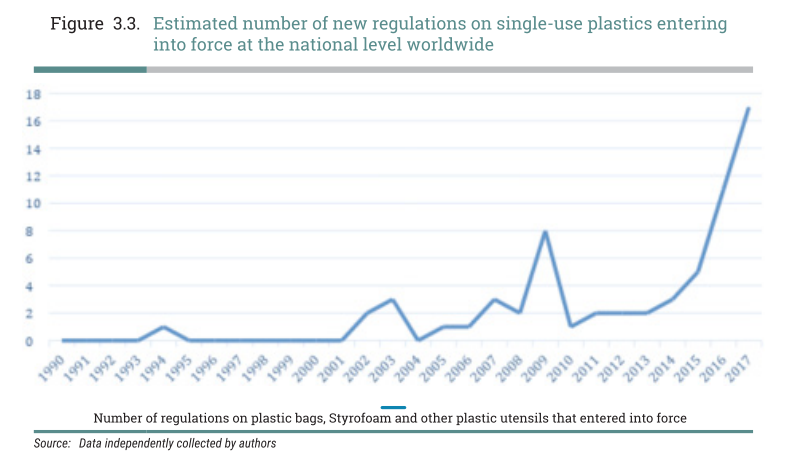 Figure 3.3. Estimated number of new regulations on single-use plastics entering
into force at the national level worldwide
18
16
14
12
10
8
6
4
2
0
1990 1991 1992 1993 1994 1995 1996 1997 1998 1999 2000 2001 2002 2003 2004 2005 2006 2007 2008 2009 2010 2011 2012 2013 2014 2015 2016 2017
Number of regulations on plastic bags, Styrofoam and other plastic utensils that entered into force
Source: Data independently collected by authors